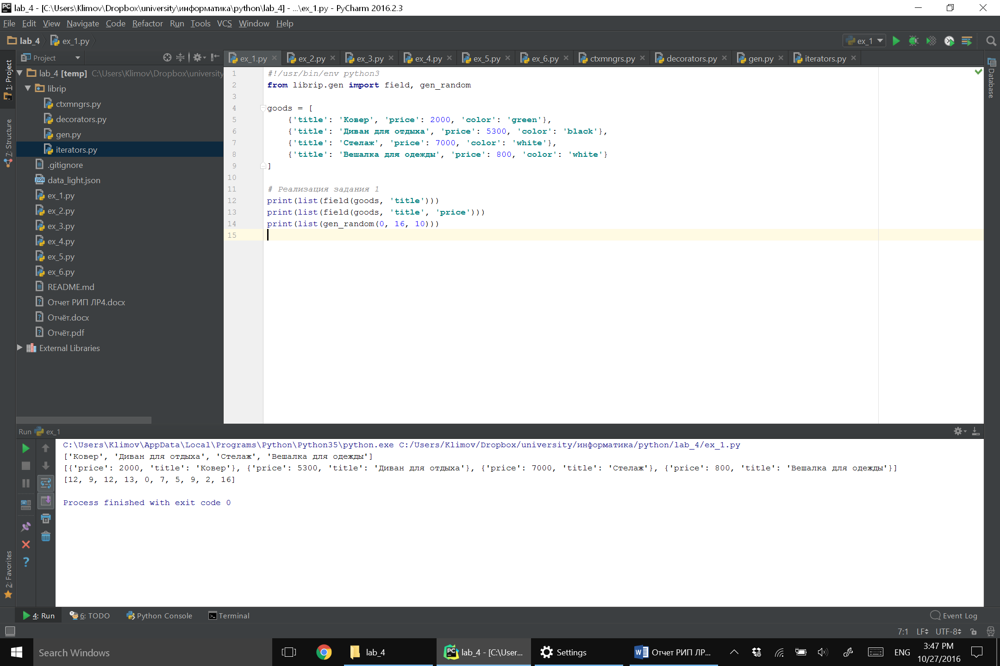 lab_4 - [C:\Users\Klimov\Dropbox\university\информатика\python\lab_4] - ...\ex_1.py - PyCharm 2016.2.3
File Edit View Navigate Code Refactor Run Tools VCS Window Help
lab_4 ex_1.py
ex_1
Project
ex_1.py ex_2.py ex_3.py ex_4.py ex_5.py ex_6.py ctxmngrs.py decorators.py gen.py iterators.py
1: Project
7: Structure
2: Favorites
Database
lab_4 [temp] C:\Users\Klimov\Dropbox\university
librip
ctxmngrs.py
decorators.py
gen.py
iterators.py
.gitignore
data_light.json
ex_1.py
ex_2.py
ex_3.py
ex_4.py
ex_5.py
ex_6.py
README.md
Отчет РИП ЛР4.docx
Отчёт.docx
Отчёт.pdf
External Libraries
1 #!/usr/bin/env python3
2 from librip.gen import field, gen_random
3
4 goods = [
5     {'title': 'Ковер', 'price': 2000, 'color': 'green'},
6     {'title': 'Диван для отдыха', 'price': 5300, 'color': 'black'},
7     {'title': 'Стелаж', 'price': 7000, 'color': 'white'},
8     {'title': 'Вешалка для одежды', 'price': 800, 'color': 'white'}
9 ]
10
11 # Реализация задания 1
12 print(list(field(goods, 'title')))
13 print(list(field(goods, 'title', 'price')))
14 print(list(gen_random(0, 16, 10)))
15
Run ex_1
C:\Users\Klimov\AppData\Local\Programs\Python\Python35\python.exe C:/Users/Klimov/Dropbox/university/информатика/python/lab_4/ex_1.py
['Ковер', 'Диван для отдыха', 'Стелаж', 'Вешалка для одежды']
[{'price': 2000, 'title': 'Ковер'}, {'price': 5300, 'title': 'Диван для отдыха'}, {'price': 7000, 'title': 'Стелаж'}, {'price': 800, 'title': 'Вешалка для одежды'}]
[12, 9, 12, 13, 0, 7, 5, 9, 2, 16]
Process finished with exit code 0
4: Run 6: TODO Python Console Terminal Event Log
7:1 LF UTF-8
Search Windows
lab_4
lab_4 - [C:\User...
Settings
Отчет РИП ЛР...
ENG
3:47 PM
10/27/2016